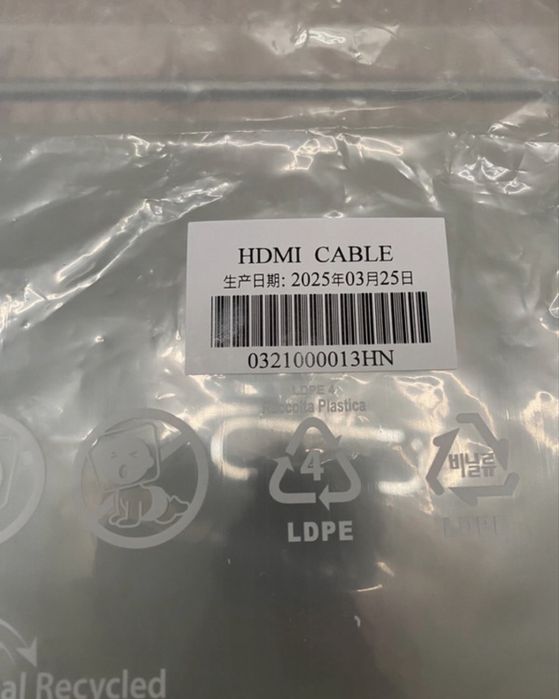 HDMI CABLE
生产日期: 2025年03月25日
0321000013HN
LDPE 4
Raccolta Plastica
4
LDPE
비닐류
LDPE
al Recycled